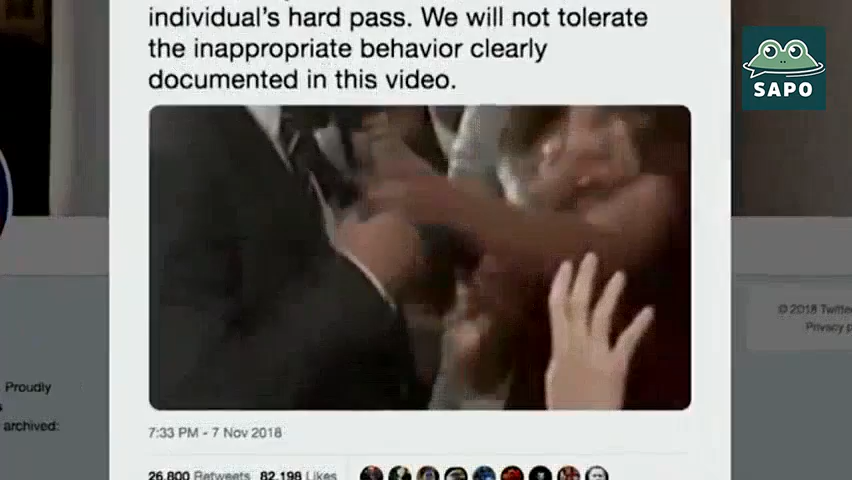 individual's hard pass. We will not tolerate
the inappropriate behavior clearly
documented in this video.
SAPO
7:33 PM - 7 Nov 2018
© 2018 Twitter
Privacy
Proudly
archived:
26,800 Retweets 82,198 Likes